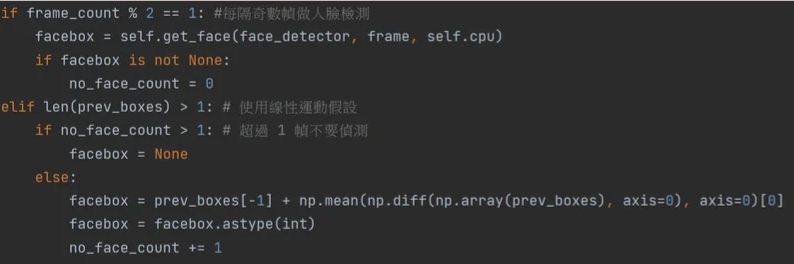 if frame_count % 2 == 1: #每隔奇數幀做人臉檢測
facebox = self.get_face(face_detector, frame, self.cpu)
if facebox is not None:
no_face_count = 0
elif len(prev_boxes) > 1: # 使用線性運動假設
if no_face_count > 1: # 超過 1 幀不要偵測
facebox = None
else:
facebox = prev_boxes[-1] + np.mean(np.diff(np.array(prev_boxes), axis=0), axis=0)[0]
facebox = facebox.astype(int)
no_face_count += 1